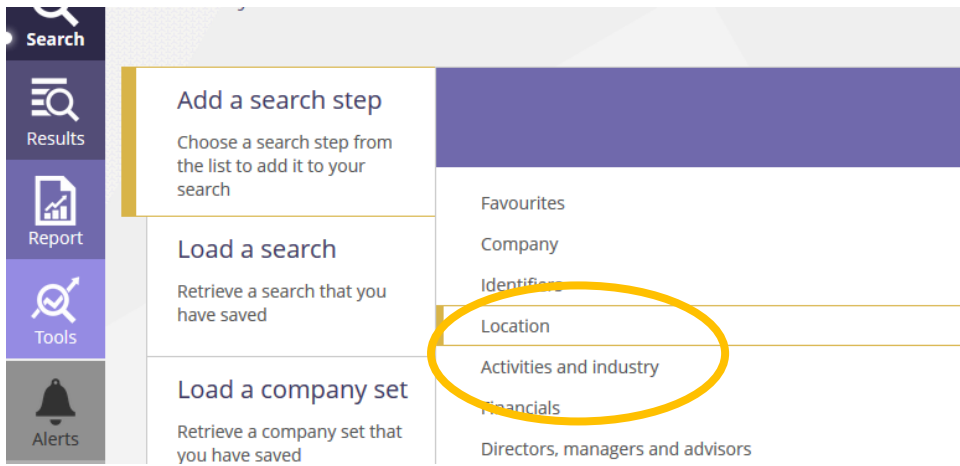 Search
Results
Report
Tools
Alerts
Add a search step
Choose a search step from
the list to add it to your
search
Load a search
Retrieve a search that you
have saved
Load a company set
Retrieve a company set that
you have saved
Favourites
Company
Identifiers
Location
Activities and industry
Financials
Directors, managers and advisors